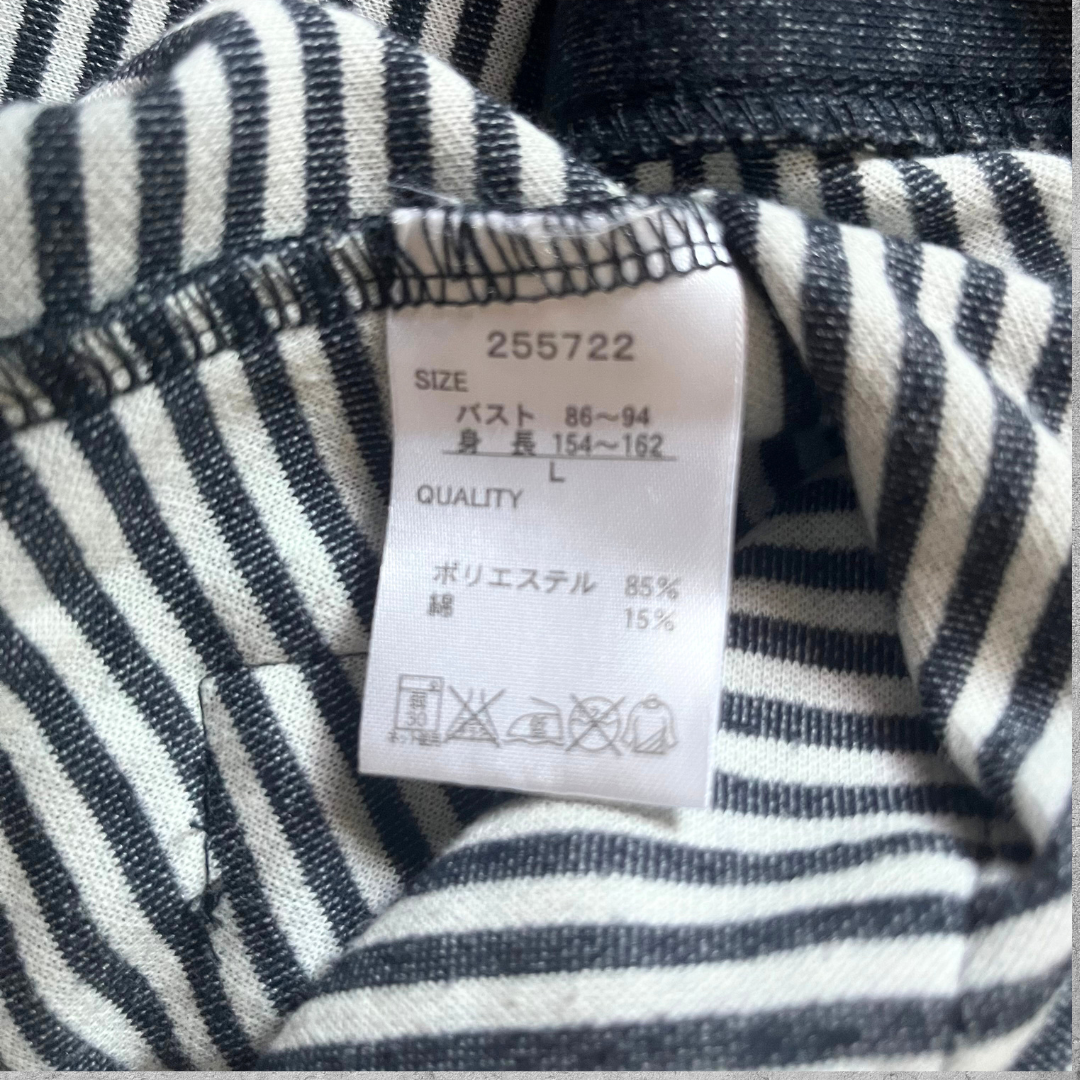 255722
SIZE
バスト 86～94
身長 154～162
L
QUALITY
ポリエステル 85%
綿 15%
弱
30